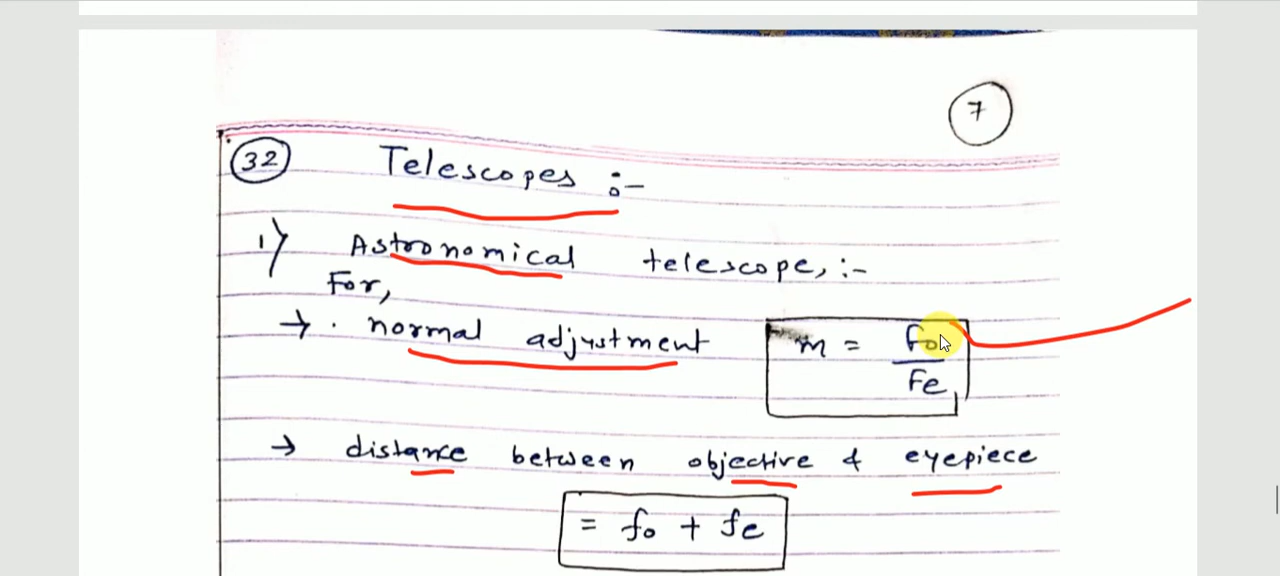 7
32 Telescopes :-
1) Astronomical telescope, :-
For,
→ . normal adjustment m = fo / Fe
→ distance between objective & eyepiece
= fo + fe